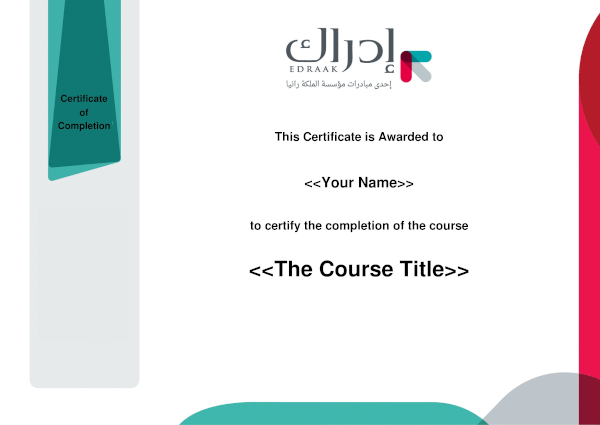 Certificate
of
Completion
إدراك
EDRAAK
إحدى مبادرات مؤسسة الملكة رانيا
This Certificate is Awarded to
<<Your Name>>
to certify the completion of the course
<<The Course Title>>